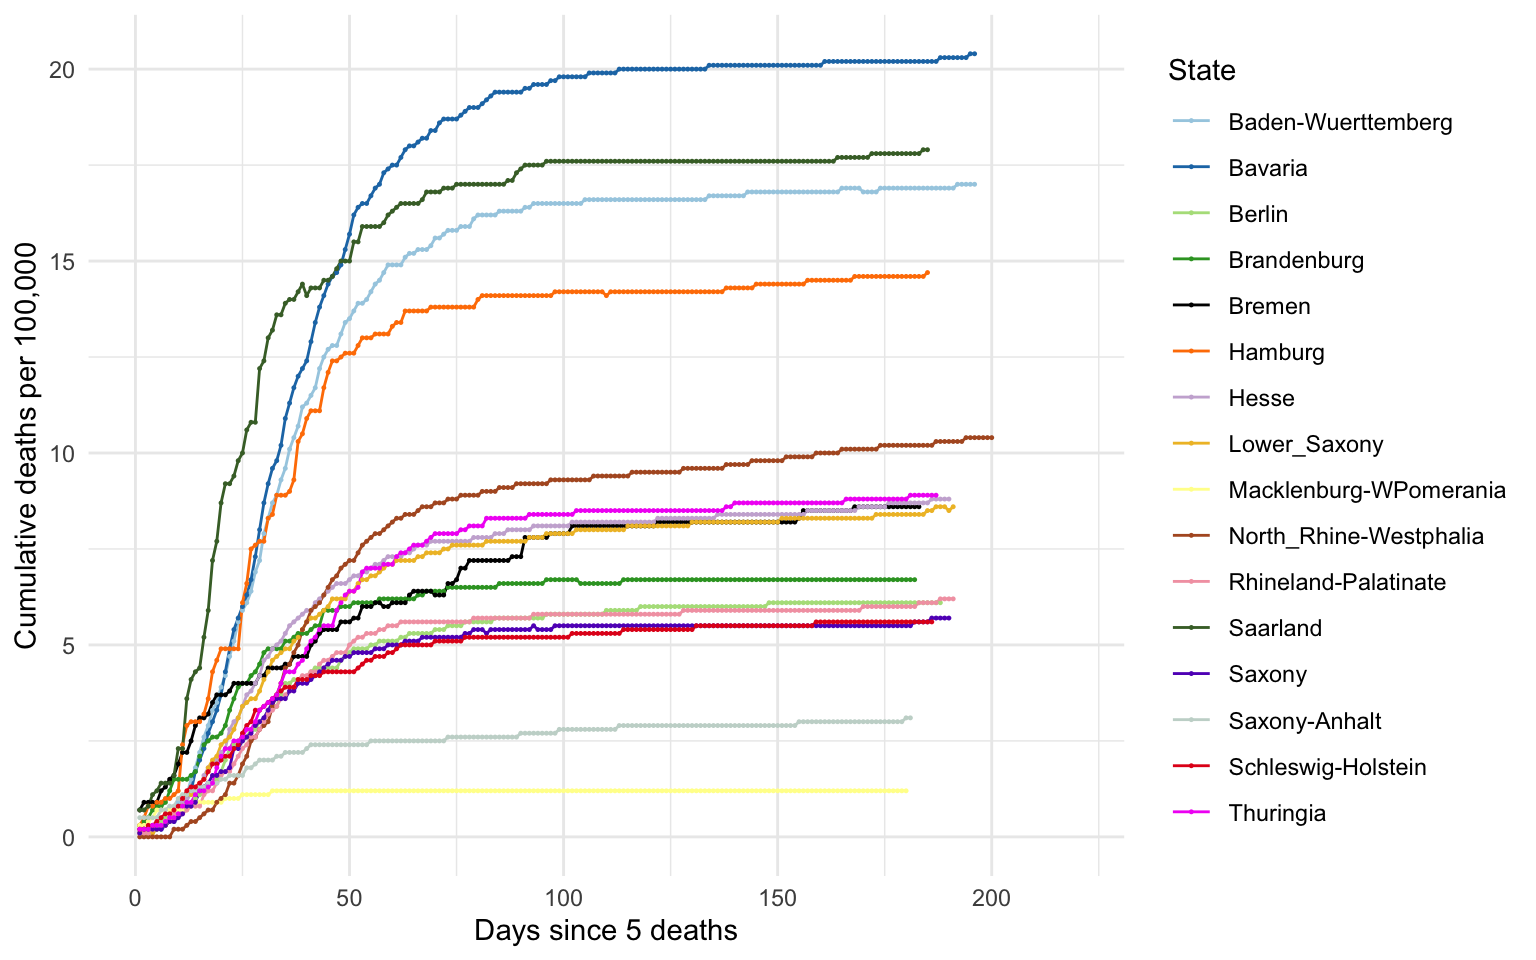 Cumulative deaths per 100,000
20
15
10
5
0
0 50 100 150 200
Days since 5 deaths
State
Baden-Wuerttemberg
Bavaria
Berlin
Brandenburg
Bremen
Hamburg
Hesse
Lower_Saxony
Macklenburg-WPomerania
North_Rhine-Westphalia
Rhineland-Palatinate
Saarland
Saxony
Saxony-Anhalt
Schleswig-Holstein
Thuringia